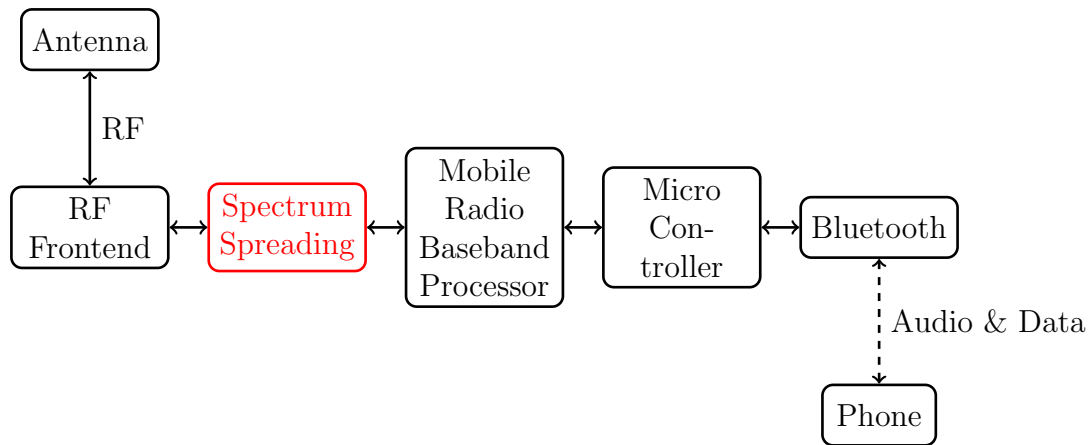 Antenna
RF
RF
Frontend
Spectrum
Spreading
Mobile
Radio
Baseband
Processor
Micro
Con-
troller
Bluetooth
Audio & Data
Phone